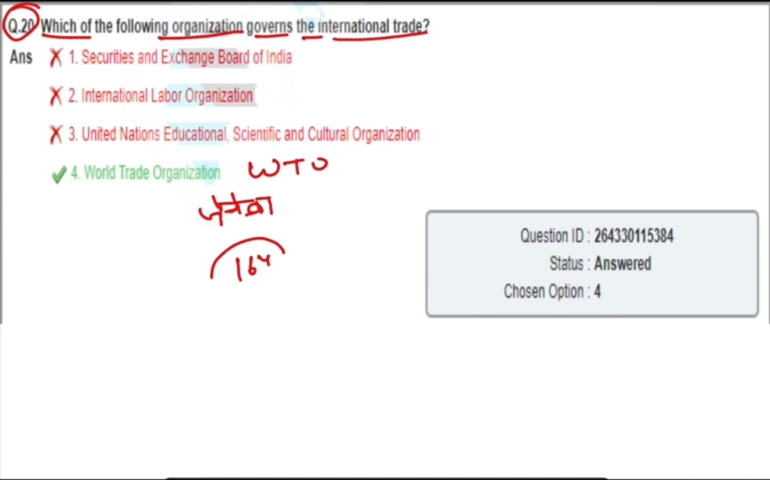 Q.20 Which of the following organization governs the international trade?
Ans 1. Securities and Exchange Board of India
2. International Labor Organization
3. United Nations Educational, Scientific and Cultural Organization
4. World Trade Organization WTO
164
Question ID : 264330115384
Status : Answered
Chosen Option : 4